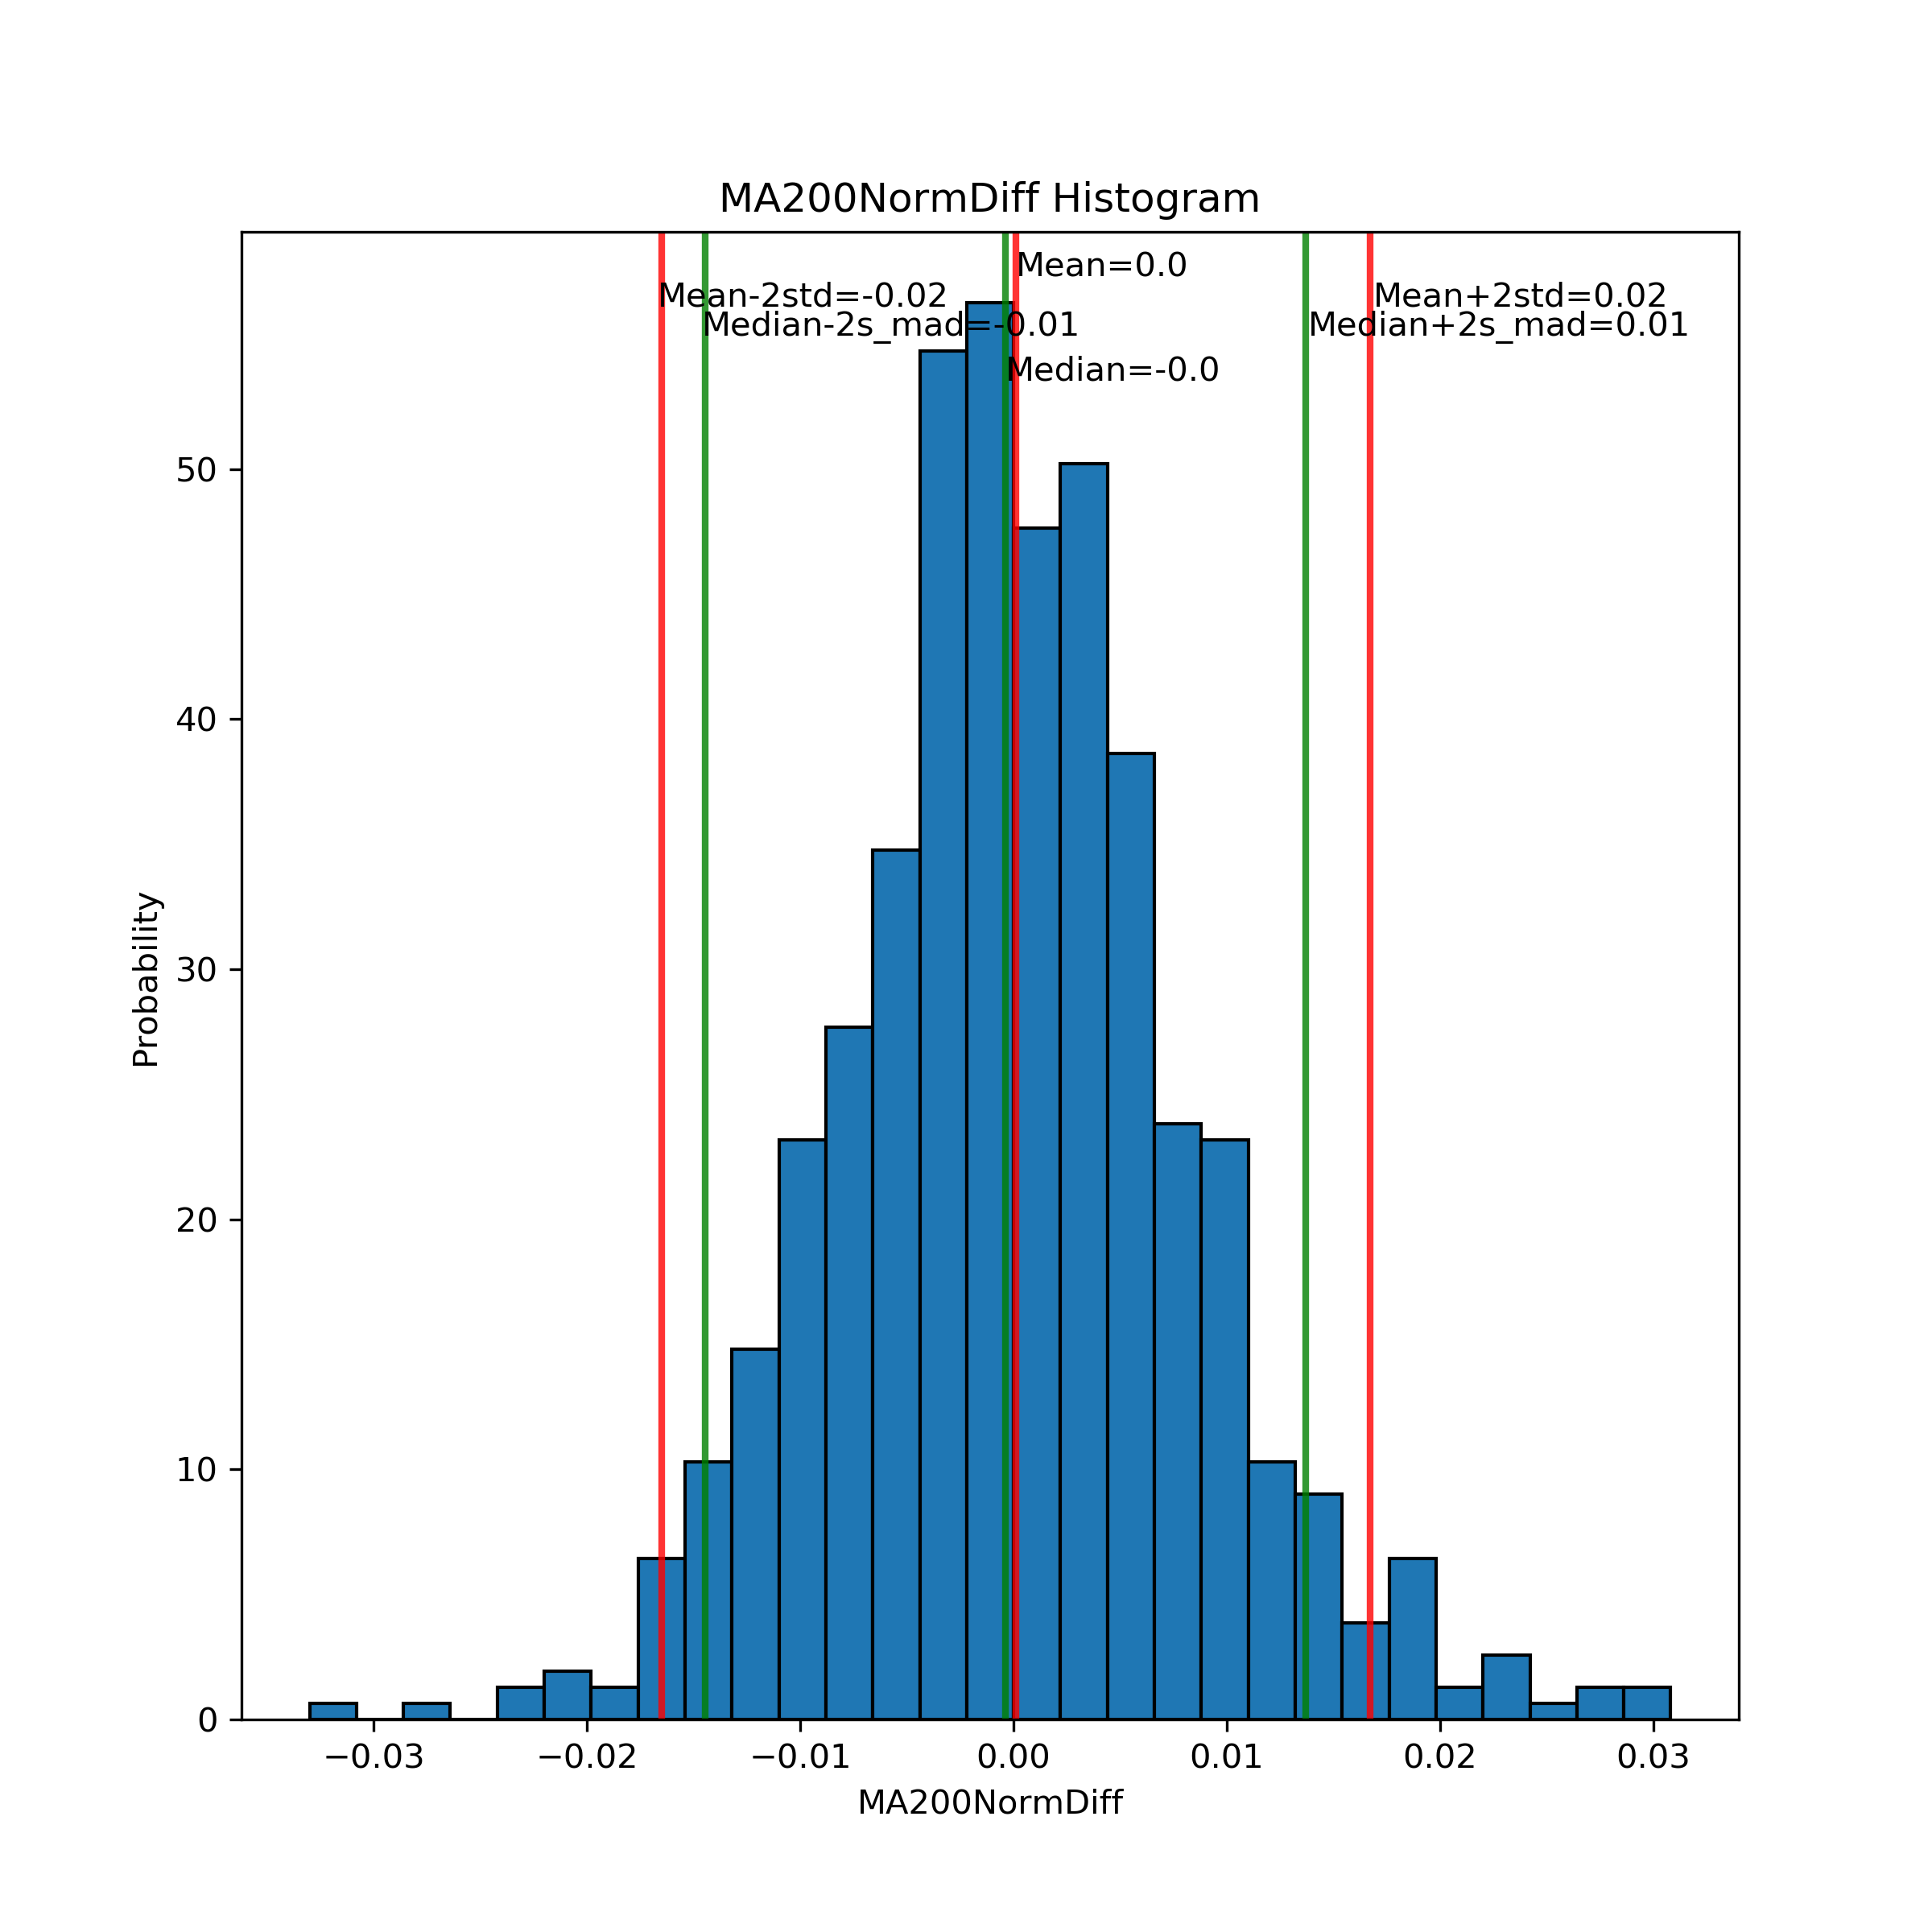 MA200NormDiff Histogram
Mean=0.0
Mean-2std=-0.02
Mean+2std=0.02
Median-2s_mad=-0.01
Median+2s_mad=0.01
Median=-0.0
50
40
30
20
10
0
Probability
−0.03
−0.02
−0.01
0.00
0.01
0.02
0.03
MA200NormDiff